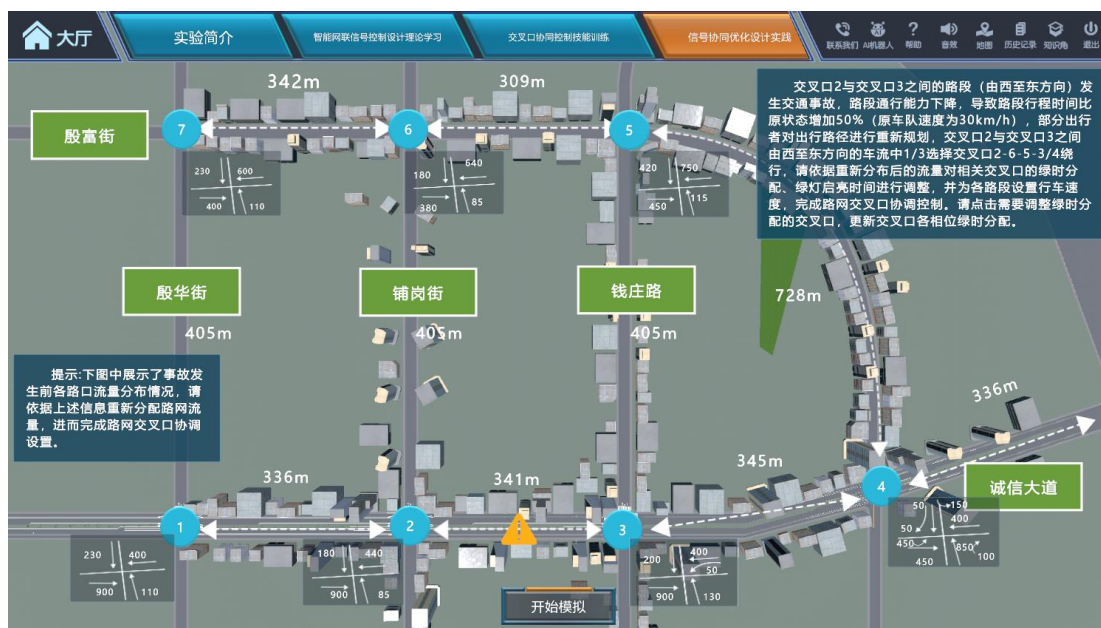 大厅
实验简介
智能网联信号控制设计理论学习
交叉口协同控制技能训练
信号协同优化设计实践
联系我们
AI机器人
帮助
音效
地图
历史记录
知识角
退出
342m
309m
殷富街
7
6
5
230 600
400 110
640
180
380 85
420 750
450 115
交叉口2与交叉口3之间的路段（由西至东方向）发
生交通事故，路段通行能力下降，导致路段行程时间比
原状态增加50%（原车队速度为30km/h），部分出行
者对出行路径进行重新规划，交叉口2与交叉口3之间
由西至东方向的车流中1/3选择交叉口2-6-5-3/4绕
行，请依据重新分布后的流量对相关交叉口的绿时分
配、绿灯启亮时间进行调整，并为各路段设置行车速
度，完成路网交叉口协调控制。请点击需要调整绿时分
配的交叉口，更新交叉口各相位绿时分配。
殷华街
铺岗街
钱庄路
728m
405m
405m
405m
提示:下图中展示了事故发
生前各路口流量分布情况，请
依据上述信息重新分配路网流
量，进而完成路网交叉口协调
设置。
336m
336m
341m
345m
诚信大道
1
2
3
4
230 400
900 110
180 440
900 85
200 400
50
900 130
50 150
400
50
450 850
450 100
开始模拟